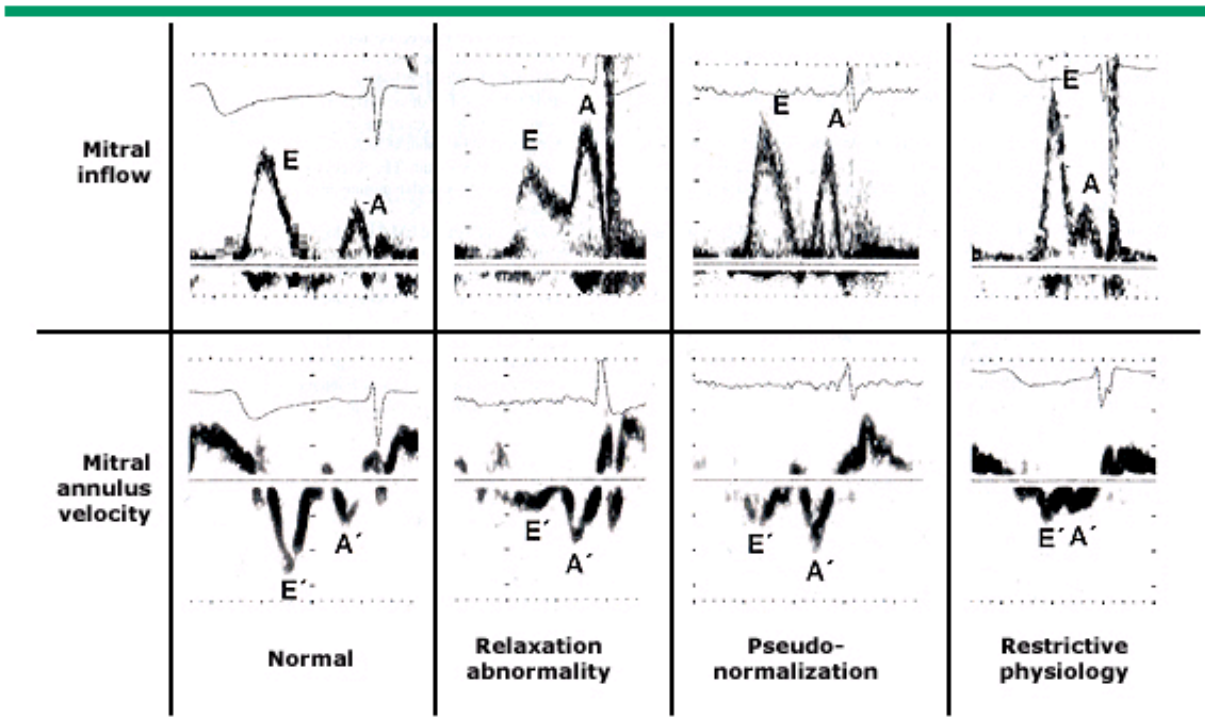 E
A
E
A
E
A
E
A
Mitral
inflow
Mitral
annulus
velocity
E´
A´
E´
A´
E´
A´
E´ A´
Normal
Relaxation
abnormality
Pseudo-
normalization
Restrictive
physiology